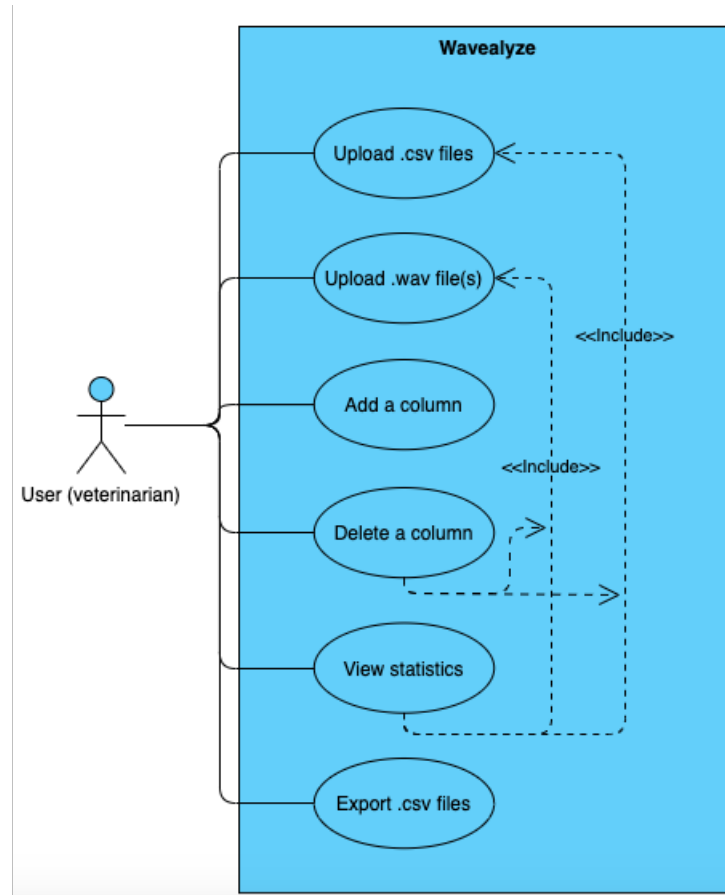 Wavealyze
Upload .csv files
Upload .wav file(s)
<<Include>>
Add a column
<<Include>>
User (veterinarian)
Delete a column
View statistics
Export .csv files